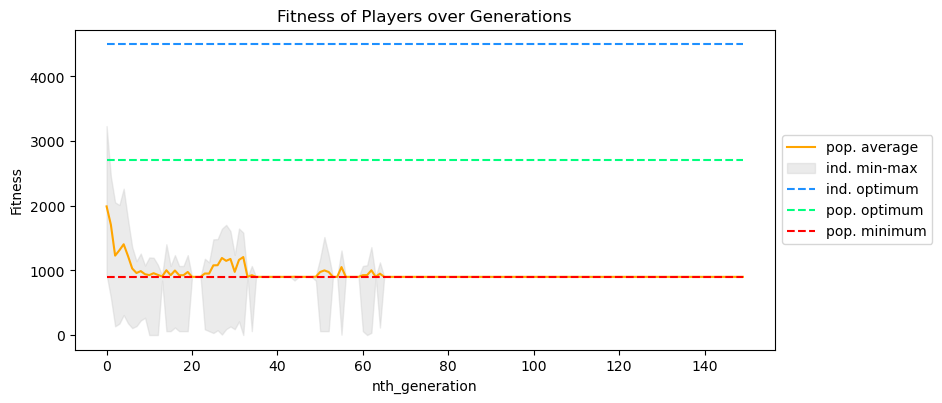 Fitness of Players over Generations
Fitness
4000
3000
2000
1000
0
0 20 40 60 80 100 120 140
nth_generation
pop. average
ind. min-max
ind. optimum
pop. optimum
pop. minimum